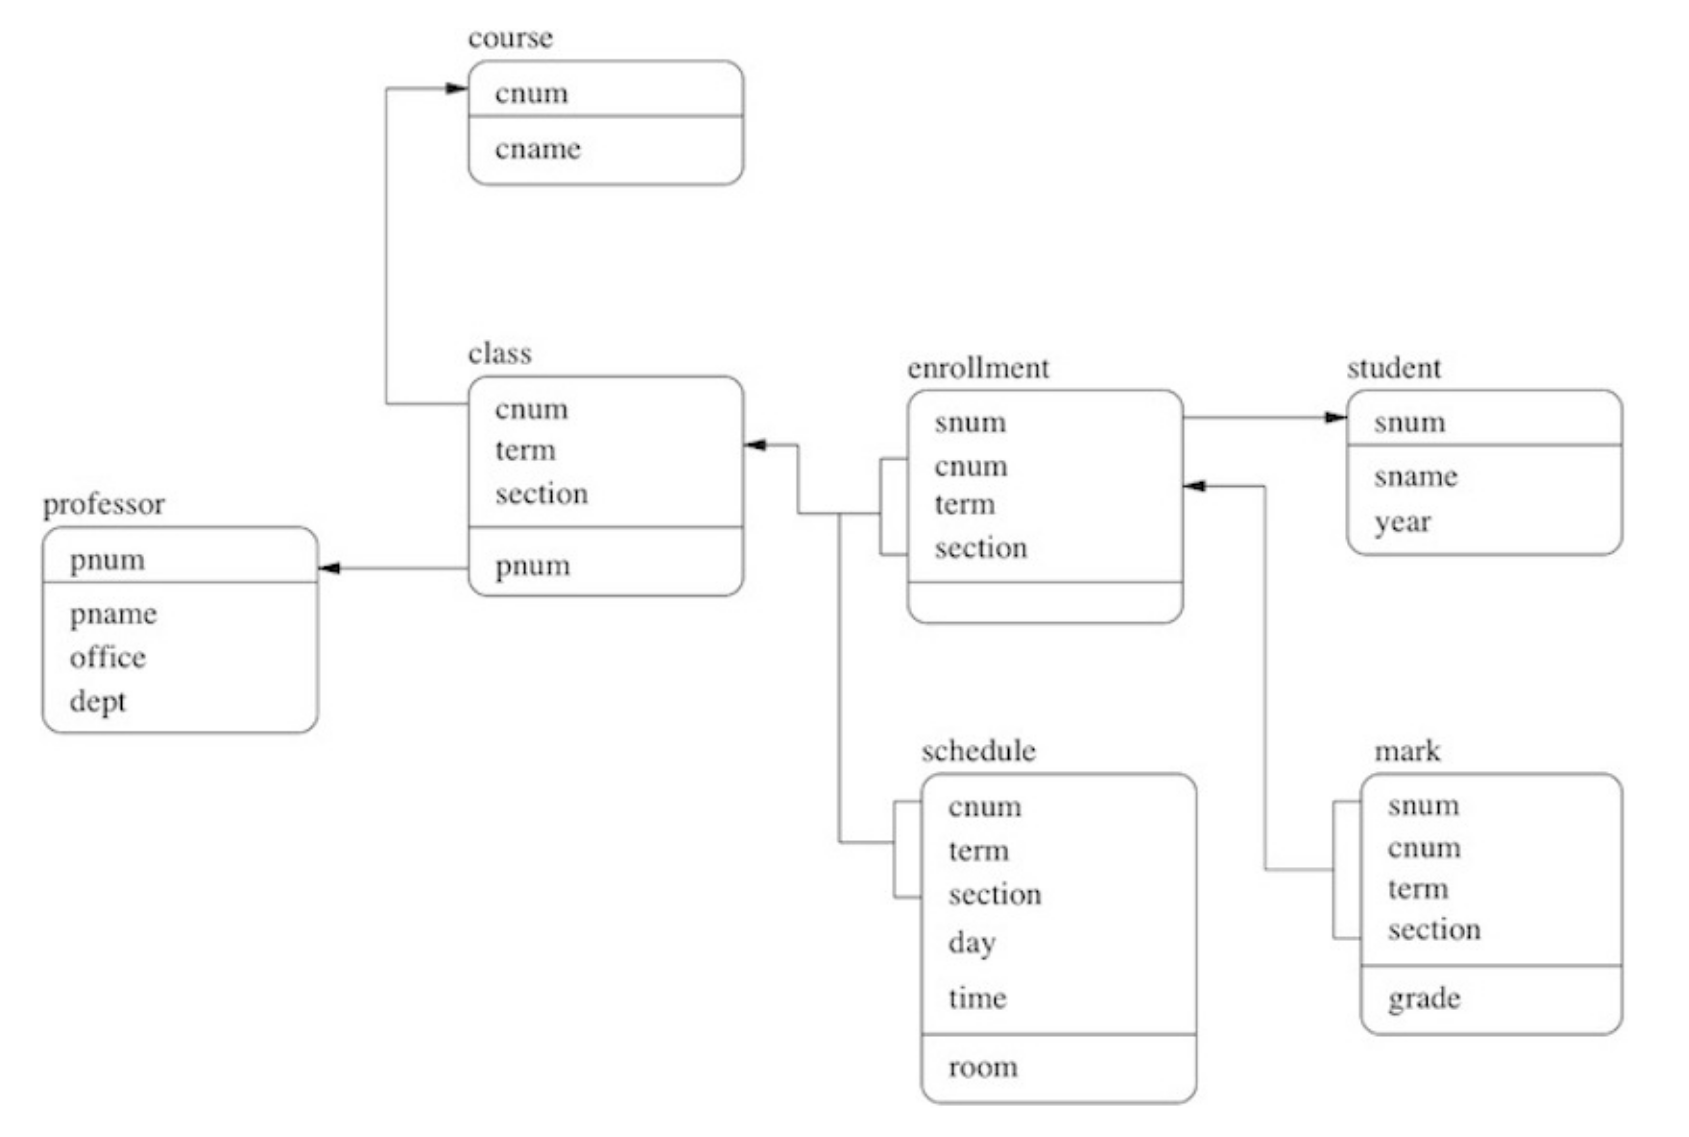 course
cnum
cname
class
cnum
term
section
pnum
professor
pnum
pname
office
dept
enrollment
snum
cnum
term
section
student
snum
sname
year
schedule
cnum
term
section
day
time
room
mark
snum
cnum
term
section
grade